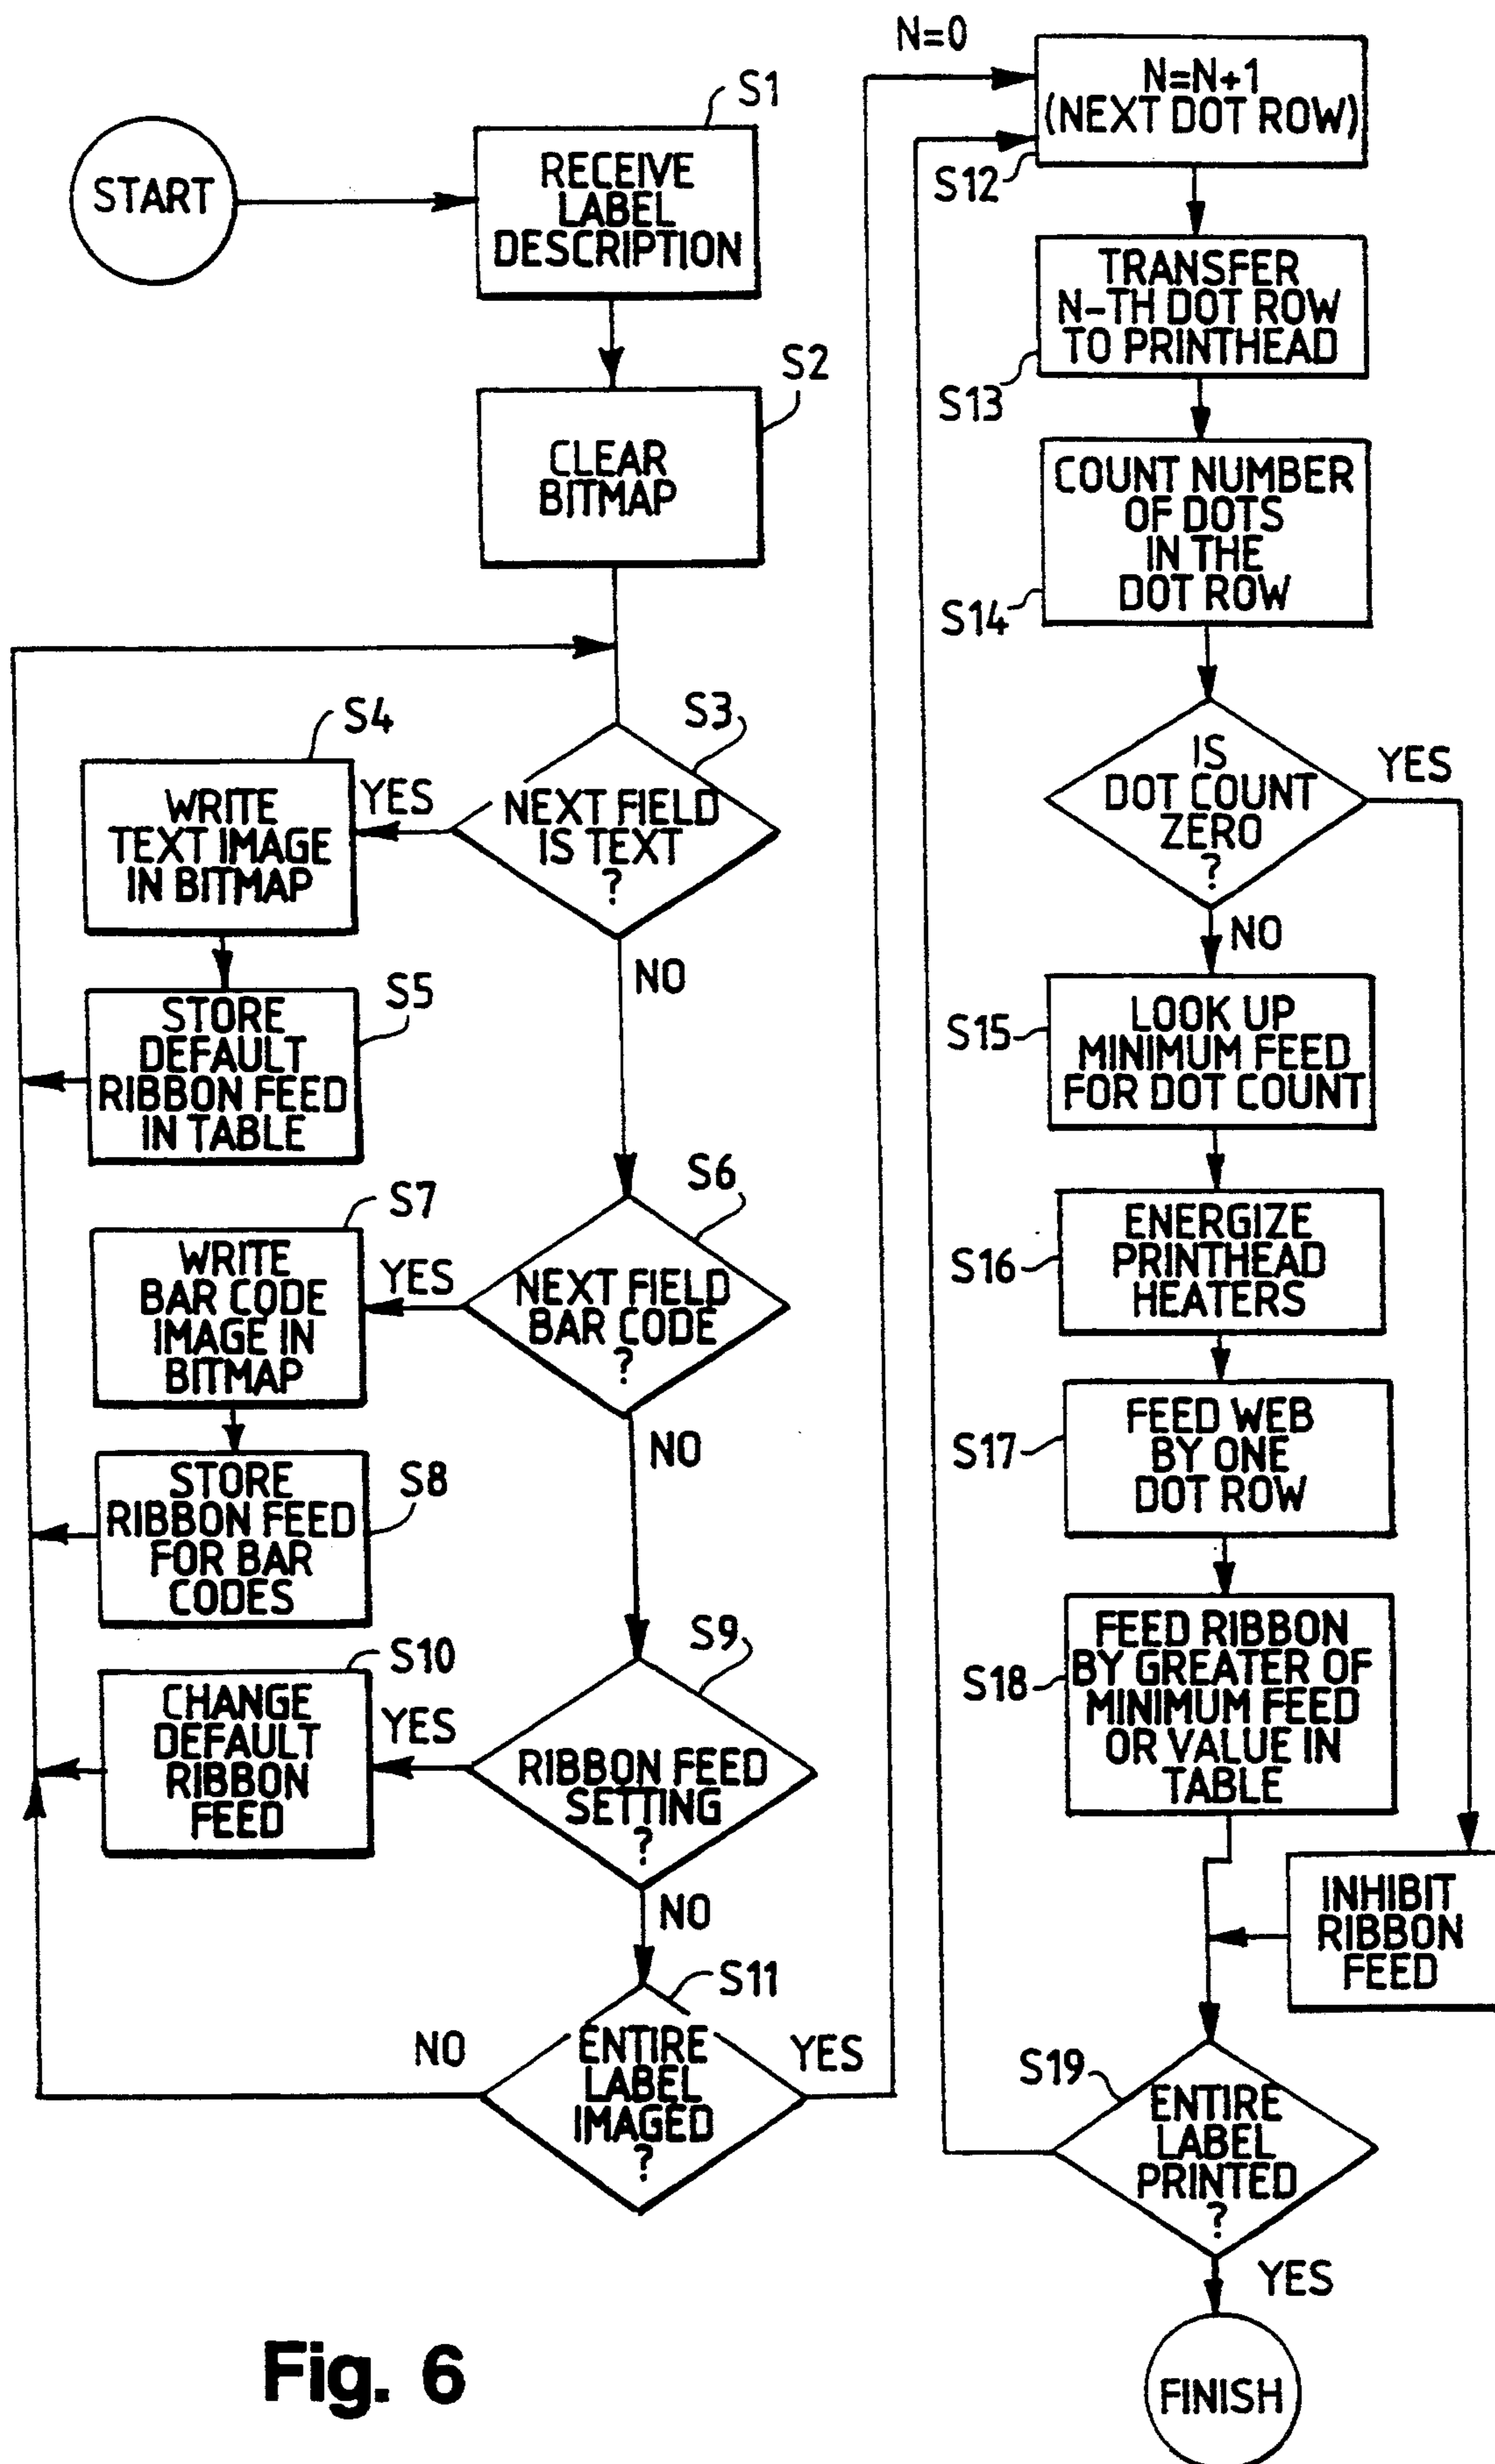 START
S1
RECEIVE
LABEL
DESCRIPTION
S2
CLEAR
BITMAP
S3
NEXT FIELD
IS TEXT
?
YES
NO
S4
WRITE
TEXT IMAGE
IN BITMAP
S5
STORE
DEFAULT
RIBBON FEED
IN TABLE
S6
NEXT FIELD
BAR CODE
?
YES
NO
S7
WRITE
BAR CODE
IMAGE IN
BITMAP
S8
STORE
RIBBON FEED
FOR BAR
CODES
S9
RIBBON FEED
SETTING
?
YES
NO
S10
CHANGE
DEFAULT
RIBBON
FEED
S11
ENTIRE
LABEL
IMAGED
?
NO
YES
N=0
N=N+1
(NEXT DOT ROW)
S12
TRANSFER
N-TH DOT ROW
TO PRINTHEAD
S13
COUNT NUMBER
OF DOTS
IN THE
DOT ROW
S14
IS
DOT COUNT
ZERO
?
YES
NO
S15
LOOK UP
MINIMUM FEED
FOR DOT COUNT
S16
ENERGIZE
PRINTHEAD
HEATERS
S17
FEED WEB
BY ONE
DOT ROW
S18
FEED RIBBON
BY GREATER OF
MINIMUM FEED
OR VALUE IN
TABLE
INHIBIT
RIBBON
FEED
S19
ENTIRE
LABEL
PRINTED
?
YES
FINISH
Fig. 6